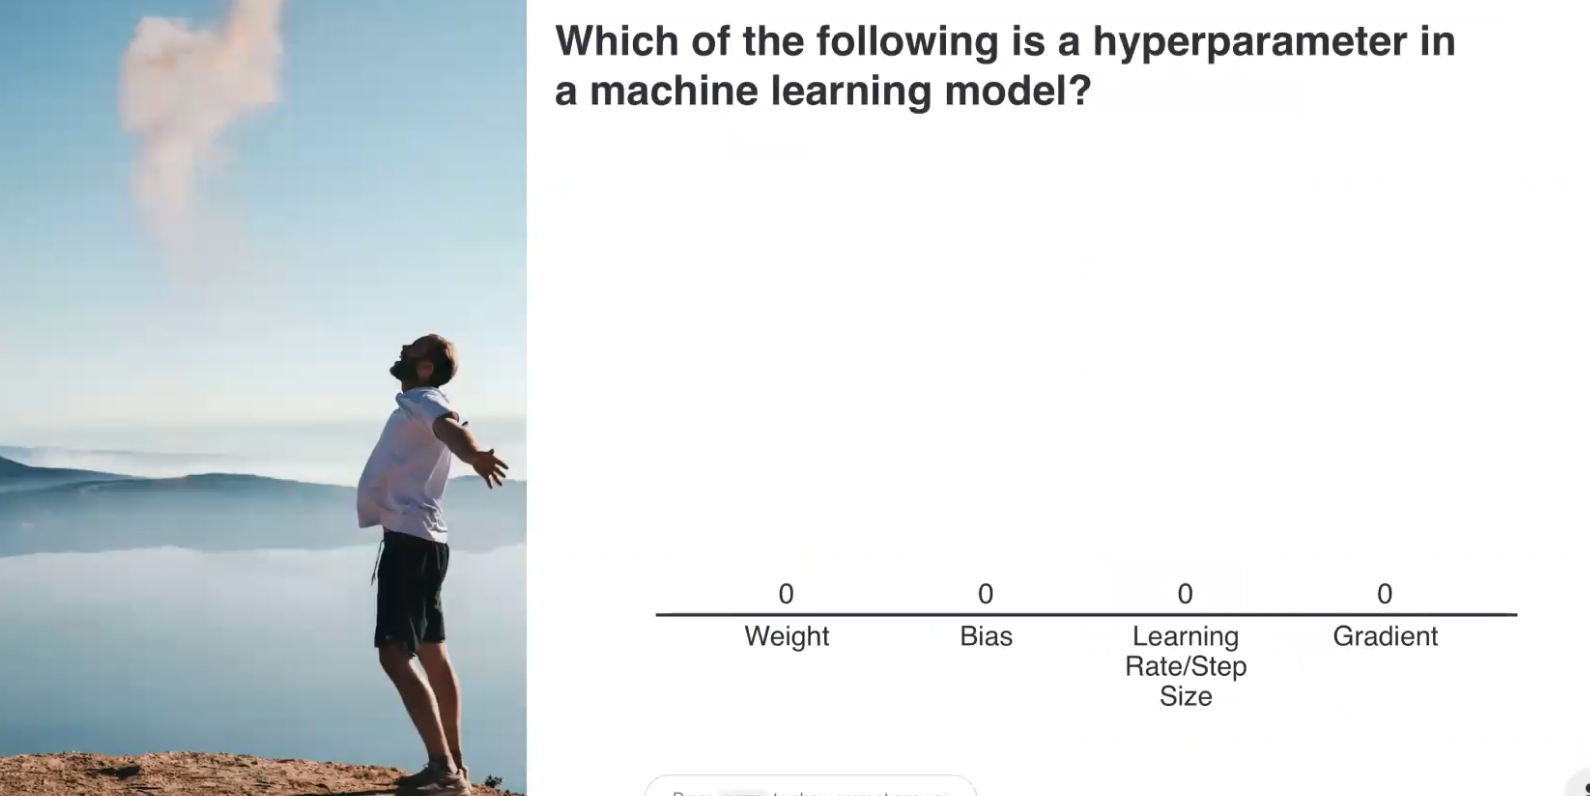 Which of the following is a hyperparameter in
a machine learning model?
0 0 0 0
Weight Bias Learning Gradient
Rate/Step
Size